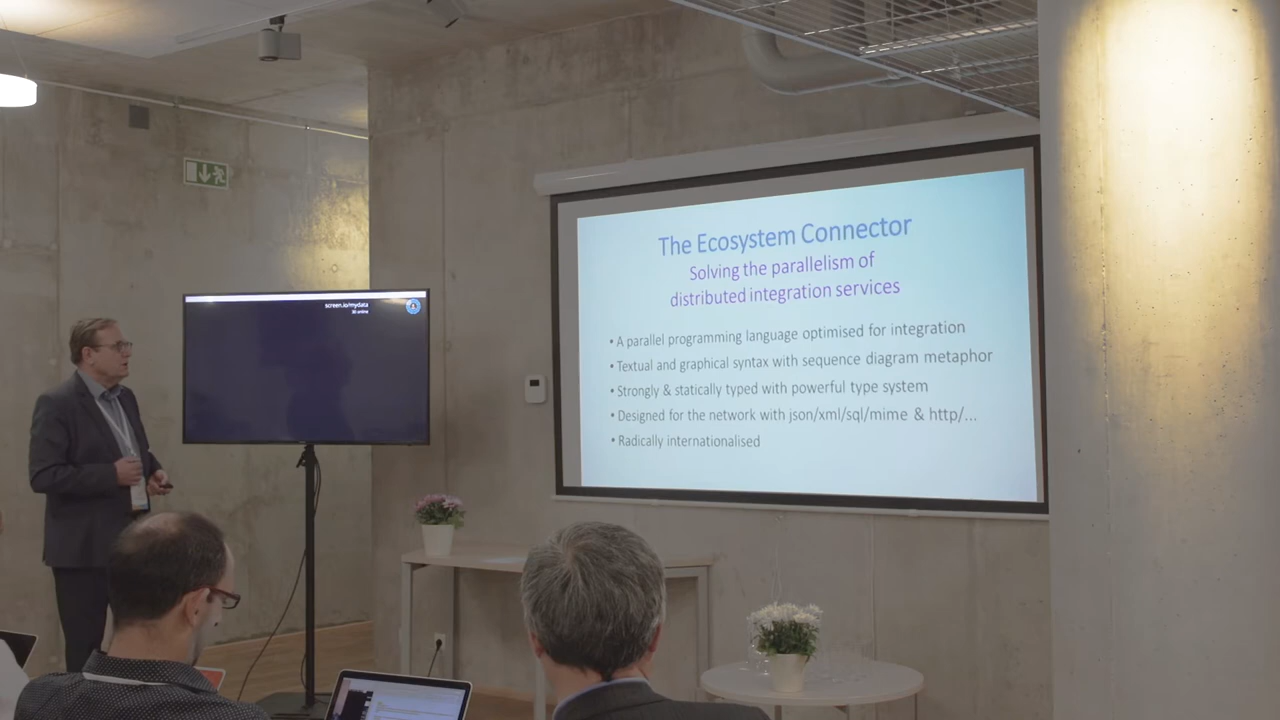 screen.io/mydata
30 online
The Ecosystem Connector
Solving the parallelism of
distributed integration services
• A parallel programming language optimised for integration
• Textual and graphical syntax with sequence diagram metaphor
• Strongly & statically typed with powerful type system
• Designed for the network with json/xml/sql/mime & http/...
• Radically internationalised